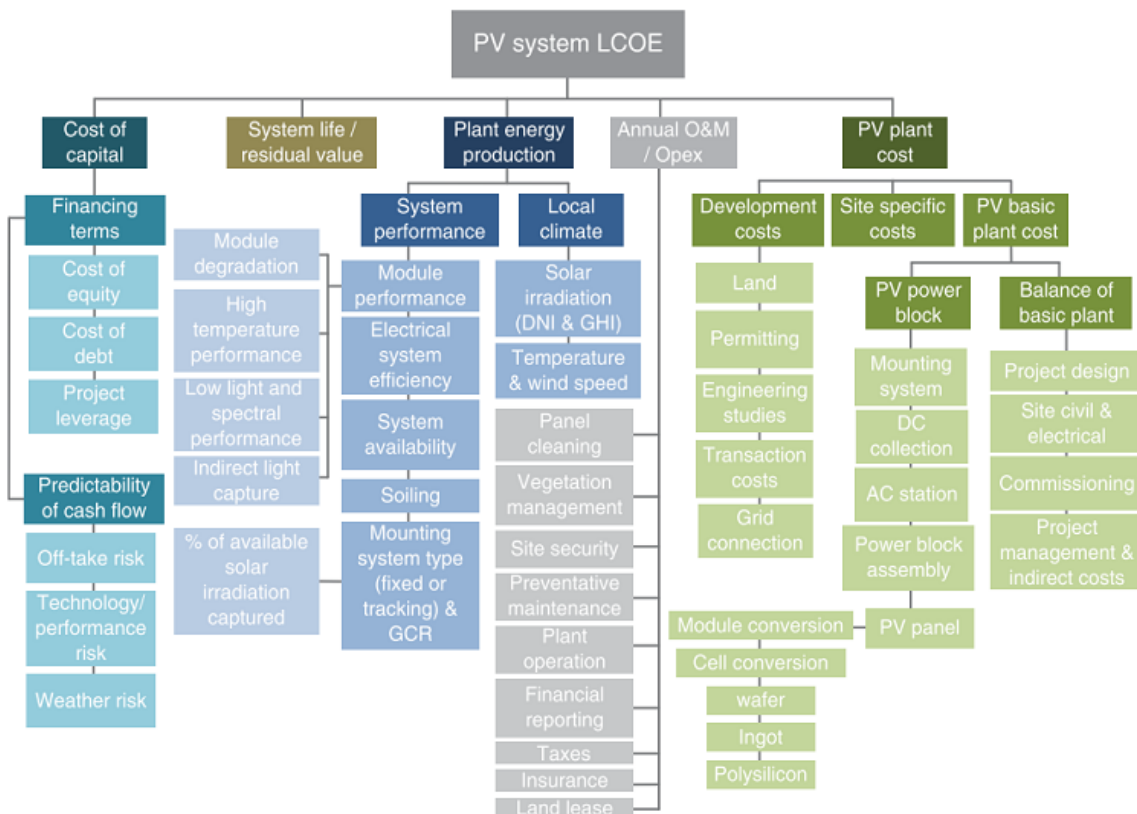 PV system LCOE
Cost of
capital
System life /
residual value
Plant energy
production
Annual O&M
/ Opex
PV plant
cost
Financing
terms
Cost of
equity
Cost of
debt
Project
leverage
Predictability
of cash flow
Off-take risk
Technology/
performance
risk
Weather risk
System
performance
Local
climate
Module
degradation
High
temperature
performance
Low light and
spectral
performance
Indirect light
capture
% of available
solar
irradiation
captured
Module
performance
Electrical
system
efficiency
System
availability
Soiling
Mounting
system type
(fixed or
tracking) &
GCR
Solar
irradiation
(DNI & GHI)
Temperature
& wind speed
Panel
cleaning
Vegetation
management
Site security
Preventative
maintenance
Plant
operation
Financial
reporting
Taxes
Insurance
Land lease
Development
costs
Site specific
costs
PV basic
plant cost
Land
Permitting
Engineering
studies
Transaction
costs
Grid
connection
PV power
block
Balance of
basic plant
Mounting
system
DC
collection
AC station
Power block
assembly
PV panel
Module conversion
Cell conversion
wafer
Ingot
Polysilicon
Project design
Site civil &
electrical
Commissioning
Project
management &
indirect costs